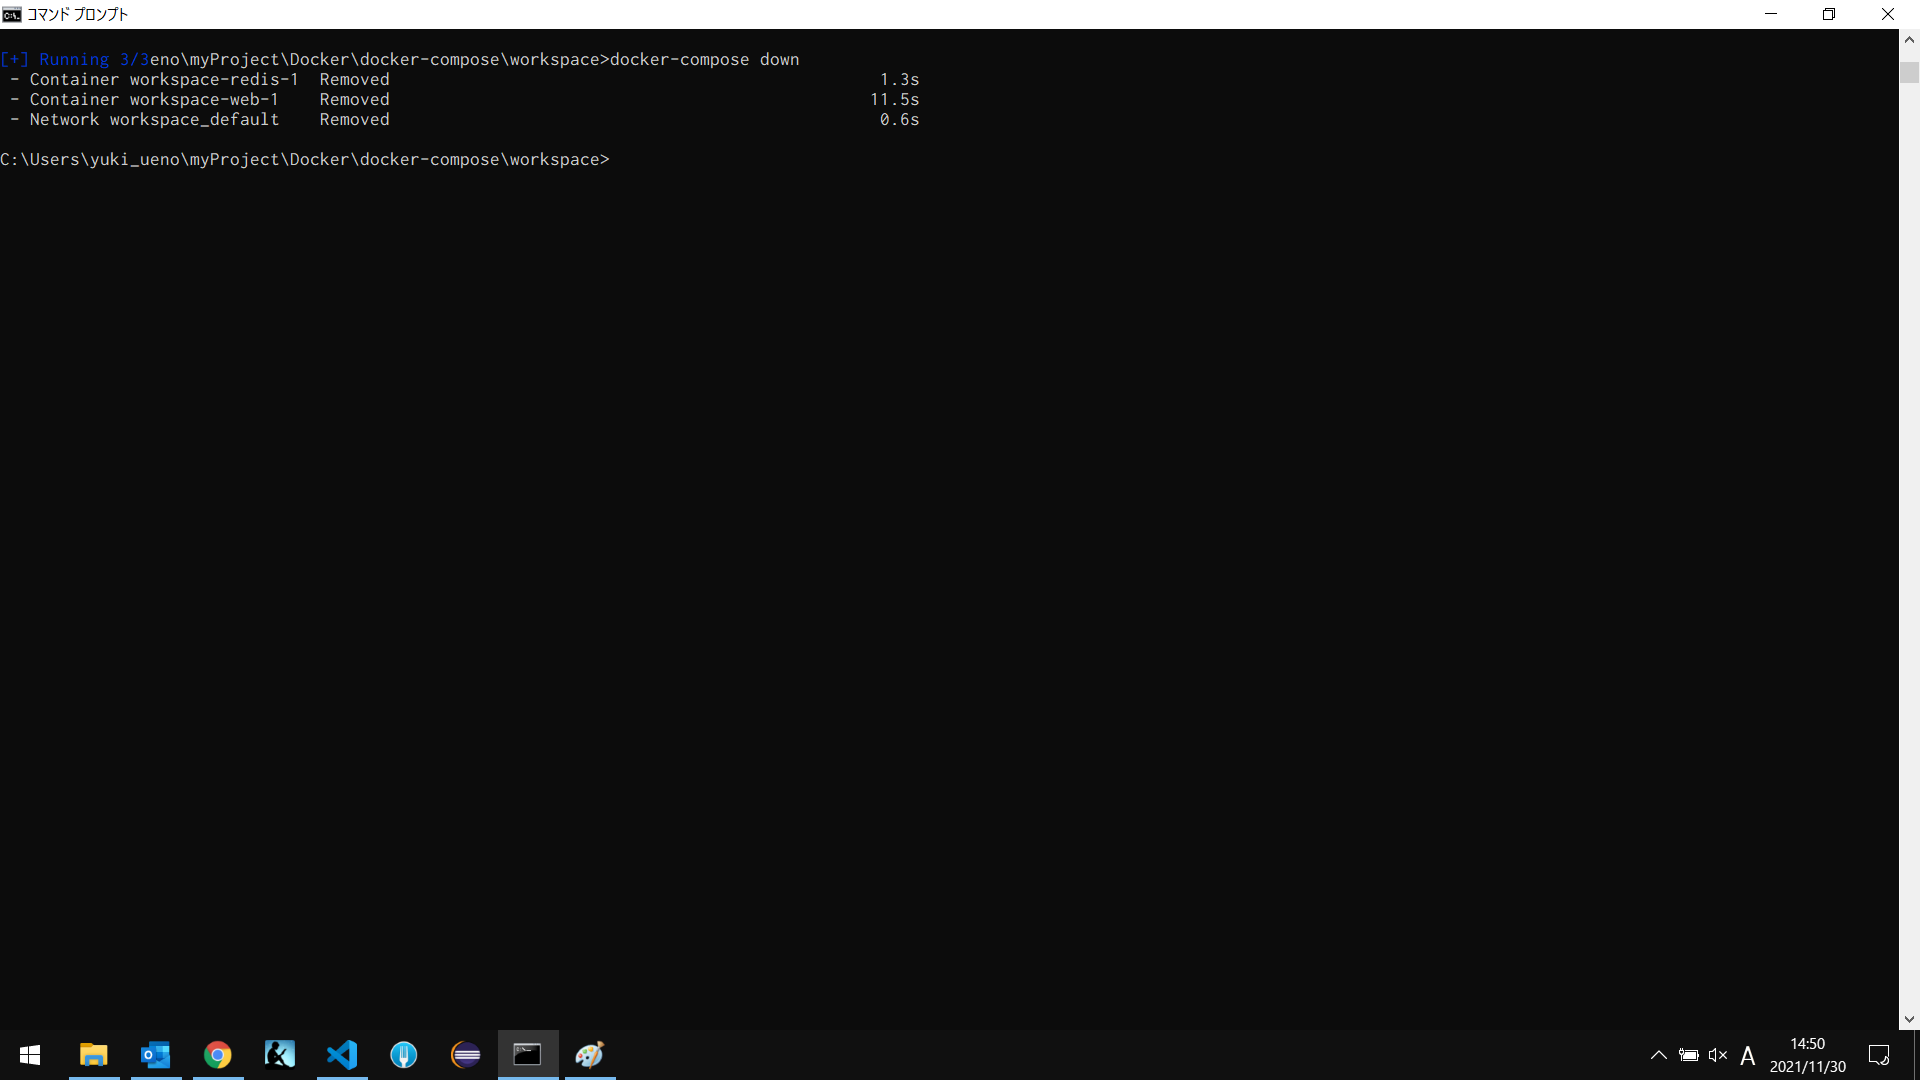 コマンド プロンプト
[+] Running 3/3eno\myProject\Docker\docker-compose\workspace>docker-compose down
 - Container workspace-redis-1  Removed                                                 1.3s
 - Container workspace-web-1    Removed                                                11.5s
 - Network workspace_default    Removed                                                 0.6s
C:\Users\yuki_ueno\myProject\Docker\docker-compose\workspace>
A
14:50
2021/11/30